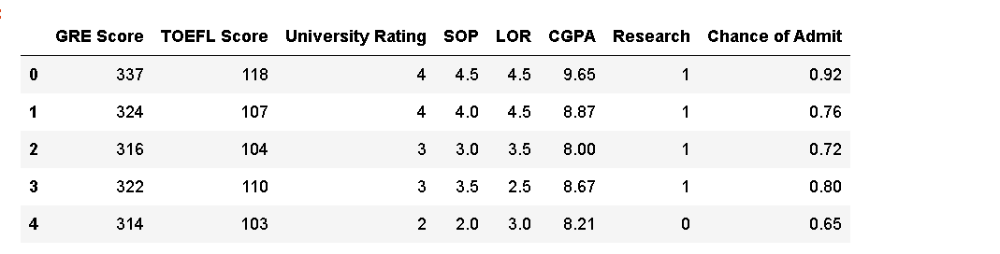 GRE Score TOEFL Score University Rating SOP LOR CGPA Research Chance of Admit
0 337 118 4 4.5 4.5 9.65 1 0.92
1 324 107 4 4.0 4.5 8.87 1 0.76
2 316 104 3 3.0 3.5 8.00 1 0.72
3 322 110 3 3.5 2.5 8.67 1 0.80
4 314 103 2 2.0 3.0 8.21 0 0.65